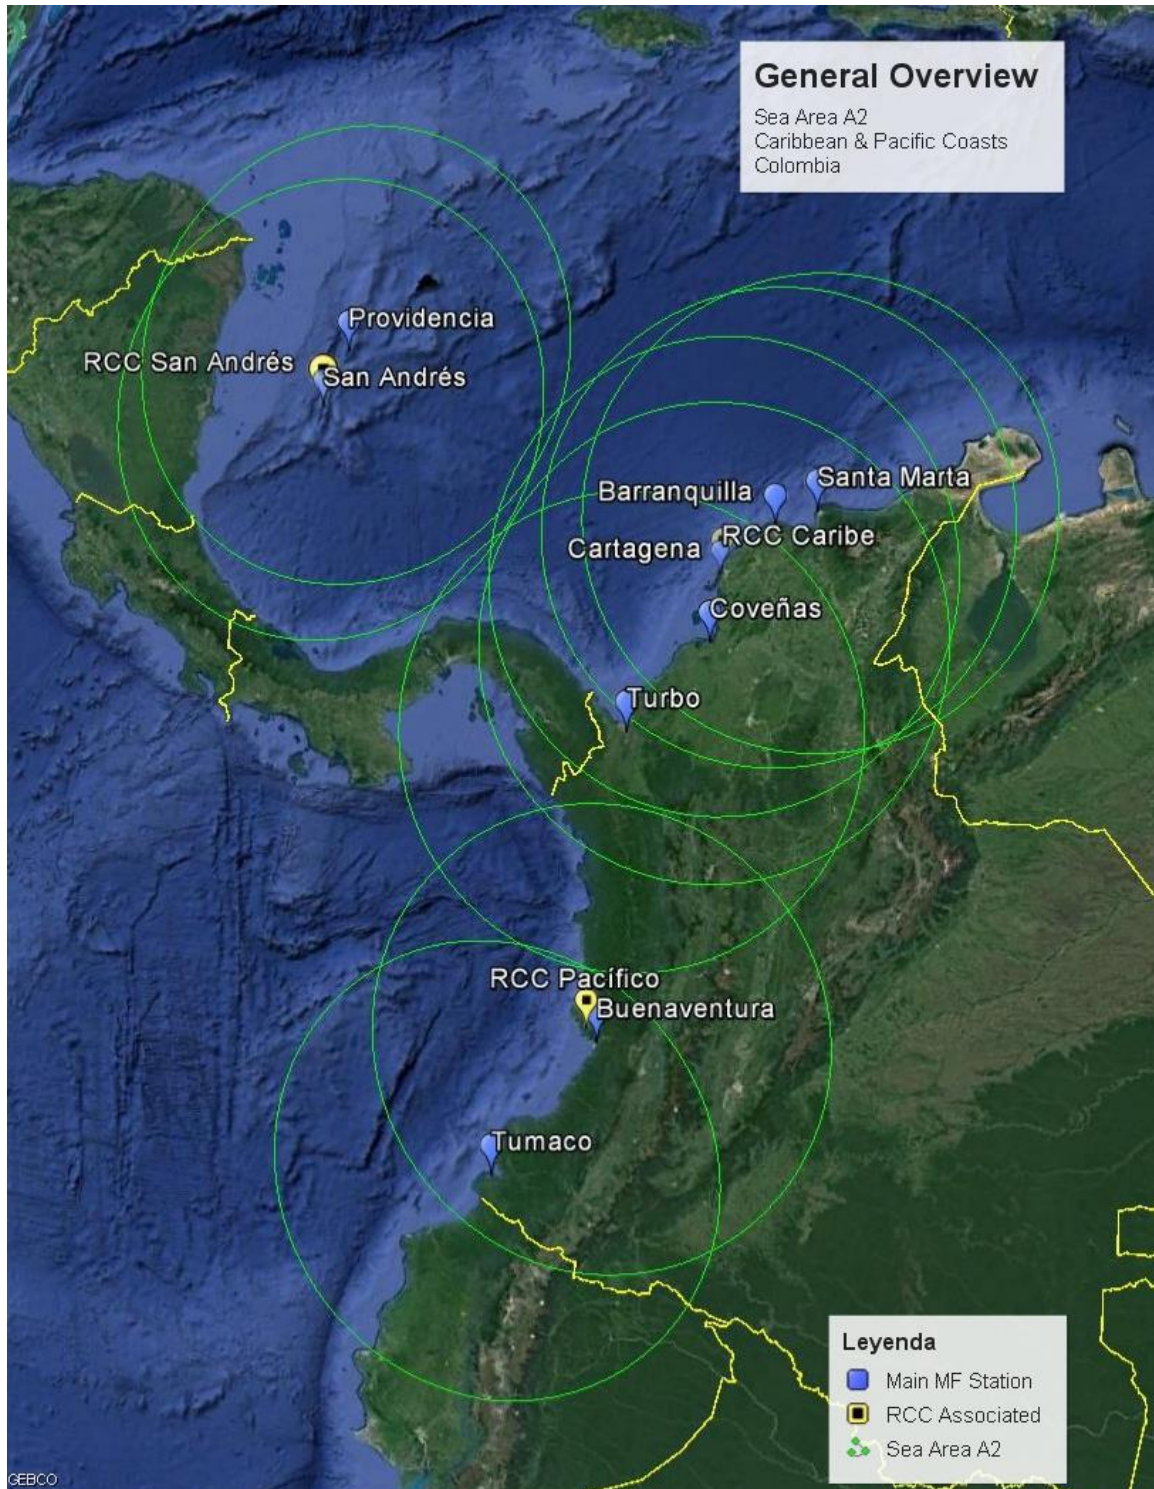 General Overview
Sea Area A2
Caribbean & Pacific Coasts
Colombia
Providencia
RCC San Andrés
San Andrés
Santa Marta
Barranquilla
RCC Caribe
Cartagena
Coveñas
Turbo
RCC Pacífico
Buenaventura
Tumaco
Leyenda
Main MF Station
RCC Associated
Sea Area A2
GEBCO